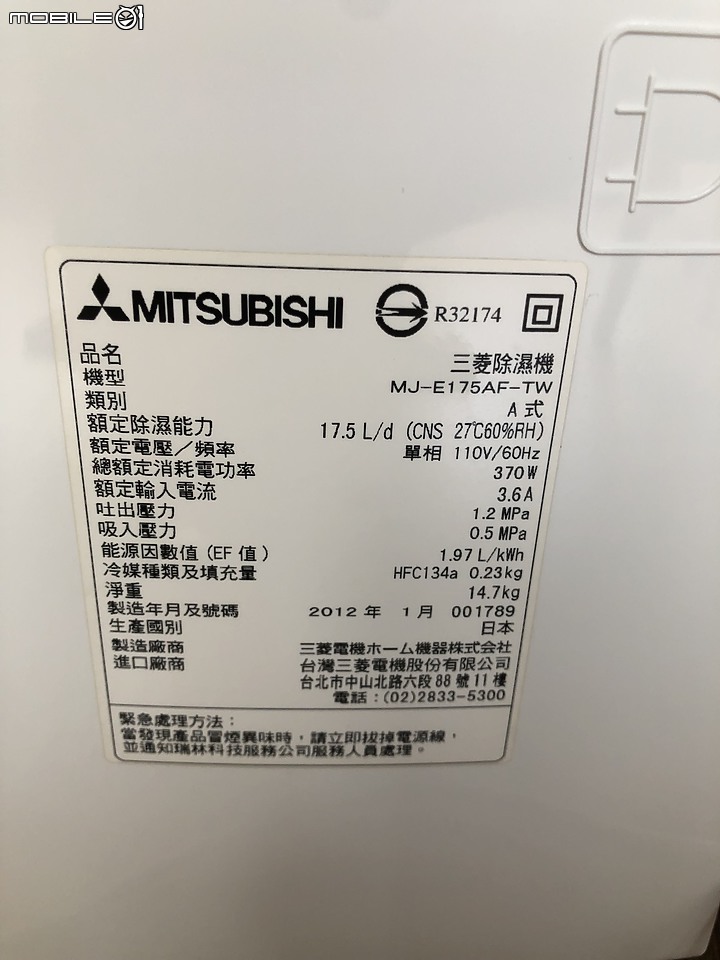 MOBILE01
MITSUBISHI R32174
品名 三菱除濕機
機型 MJ-E175AF-TW
類別 A 式
額定除濕能力 17.5 L/d (CNS 27℃60%RH)
額定電壓／頻率 單相 110V/60Hz
總額定消耗電功率 370W
額定輸入電流 3.6A
吐出壓力 1.2 MPa
吸入壓力 0.5 MPa
能源因數值 (EF 值) 1.97 L/kWh
冷媒種類及填充量 HFC134a 0.23kg
淨重 14.7kg
製造年月及號碼 2012 年 1 月 001789
生產國別 日本
製造廠商 三菱電機ホーム機器株式会社
進口廠商 台灣三菱電機股份有限公司
台北市中山北路六段 88 號 11 樓
電話：(02)2833-5300
緊急處理方法：
當發現產品冒煙異味時，請立即拔掉電源線，
並通知瑞林科技服務公司服務人員處理。